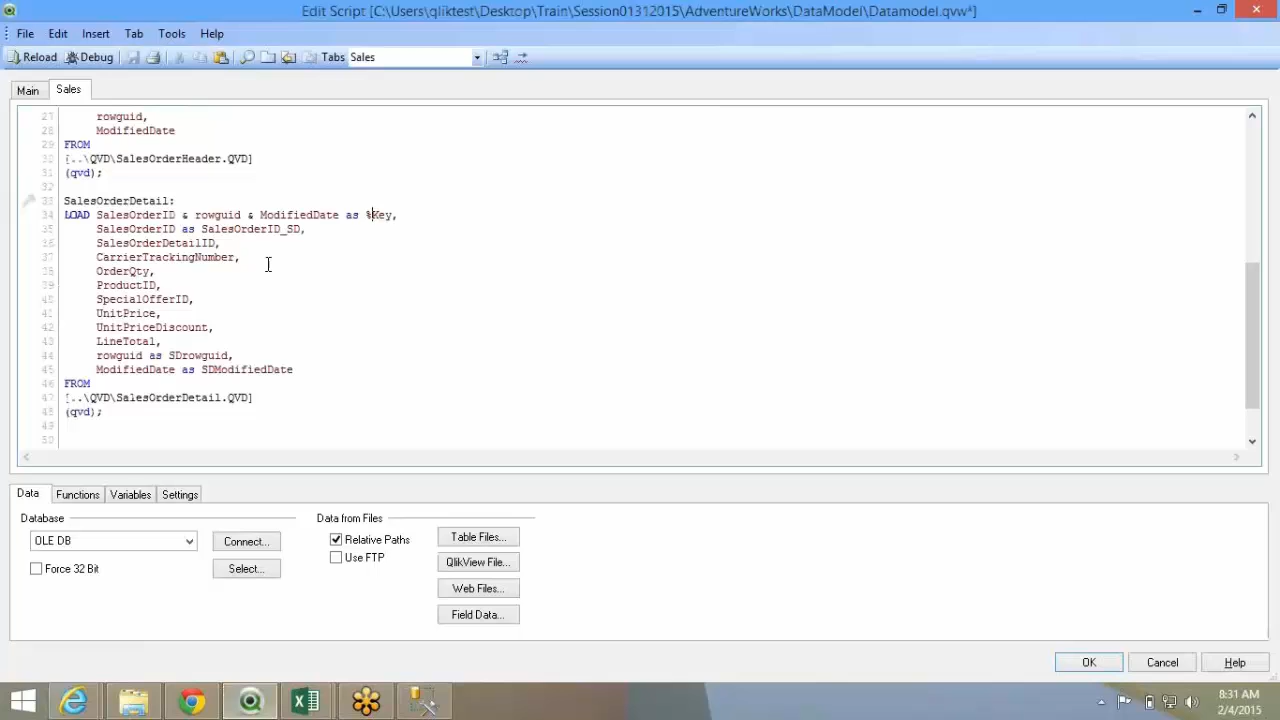 Edit Script [C:\Users\qliktest\Desktop\Train\Session01312015\AdventureWorks\DataModel\Datamodel.qvw*]
File Edit Insert Tab Tools Help
Reload Debug Tabs Sales
Main Sales
27 rowguid,
28 ModifiedDate
29 FROM
30 [..\QVD\SalesOrderHeader.QVD]
31 (qvd);
32
33 SalesOrderDetail:
34 LOAD SalesOrderID & rowguid & ModifiedDate as %Key,
35 SalesOrderID as SalesOrderID_SD,
36 SalesOrderDetailID,
37 CarrierTrackingNumber,
38 OrderQty,
39 ProductID,
40 SpecialOfferID,
41 UnitPrice,
42 UnitPriceDiscount,
43 LineTotal,
44 rowguid as SDrowguid,
45 ModifiedDate as SDModifiedDate
46 FROM
47 [..\QVD\SalesOrderDetail.QVD]
48 (qvd);
49
50
Data Functions Variables Settings
Database
OLE DB
Connect...
Force 32 Bit
Select...
Data from Files
Relative Paths
Use FTP
Table Files...
QlikView File...
Web Files...
Field Data...
OK Cancel Help
8:31 AM
2/4/2015